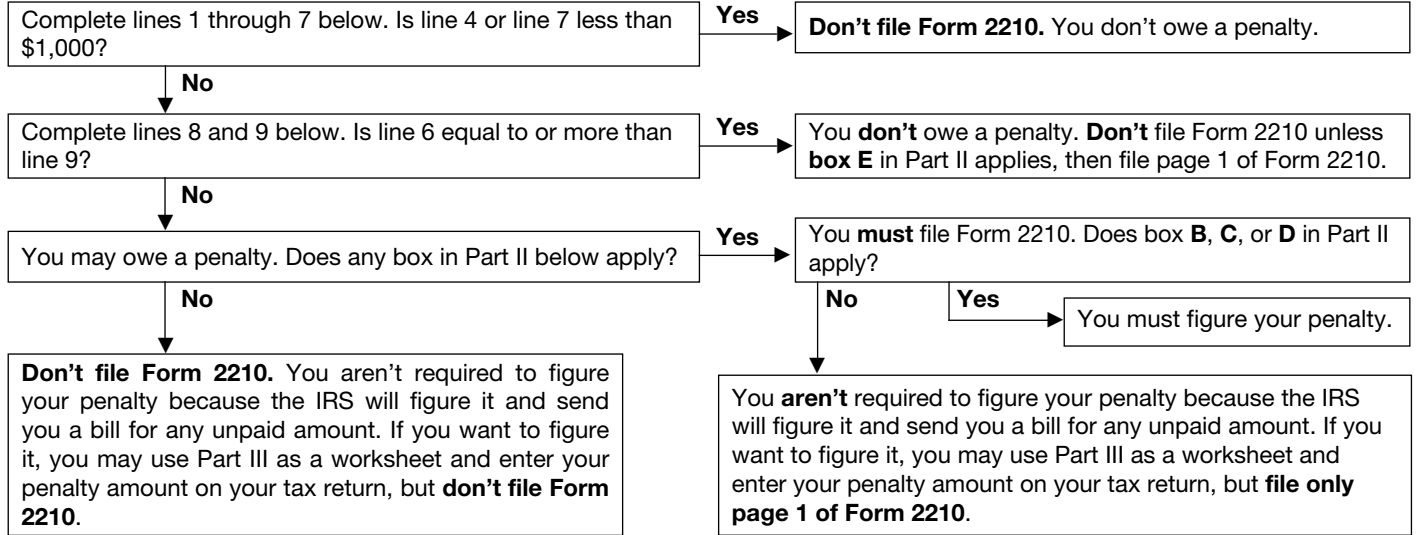 Complete lines 1 through 7 below. Is line 4 or line 7 less than
$1,000?
Yes
Don't file Form 2210. You don't owe a penalty.
No
Complete lines 8 and 9 below. Is line 6 equal to or more than
line 9?
Yes
You don't owe a penalty. Don't file Form 2210 unless
box E in Part II applies, then file page 1 of Form 2210.
No
You may owe a penalty. Does any box in Part II below apply?
Yes
You must file Form 2210. Does box B, C, or D in Part II
apply?
No
Yes
You must figure your penalty.
No
Don't file Form 2210. You aren't required to figure
your penalty because the IRS will figure it and send
you a bill for any unpaid amount. If you want to figure
it, you may use Part III as a worksheet and enter your
penalty amount on your tax return, but don't file Form
2210.
You aren't required to figure your penalty because the IRS
will figure it and send you a bill for any unpaid amount. If you
want to figure it, you may use Part III as a worksheet and
enter your penalty amount on your tax return, but file only
page 1 of Form 2210.